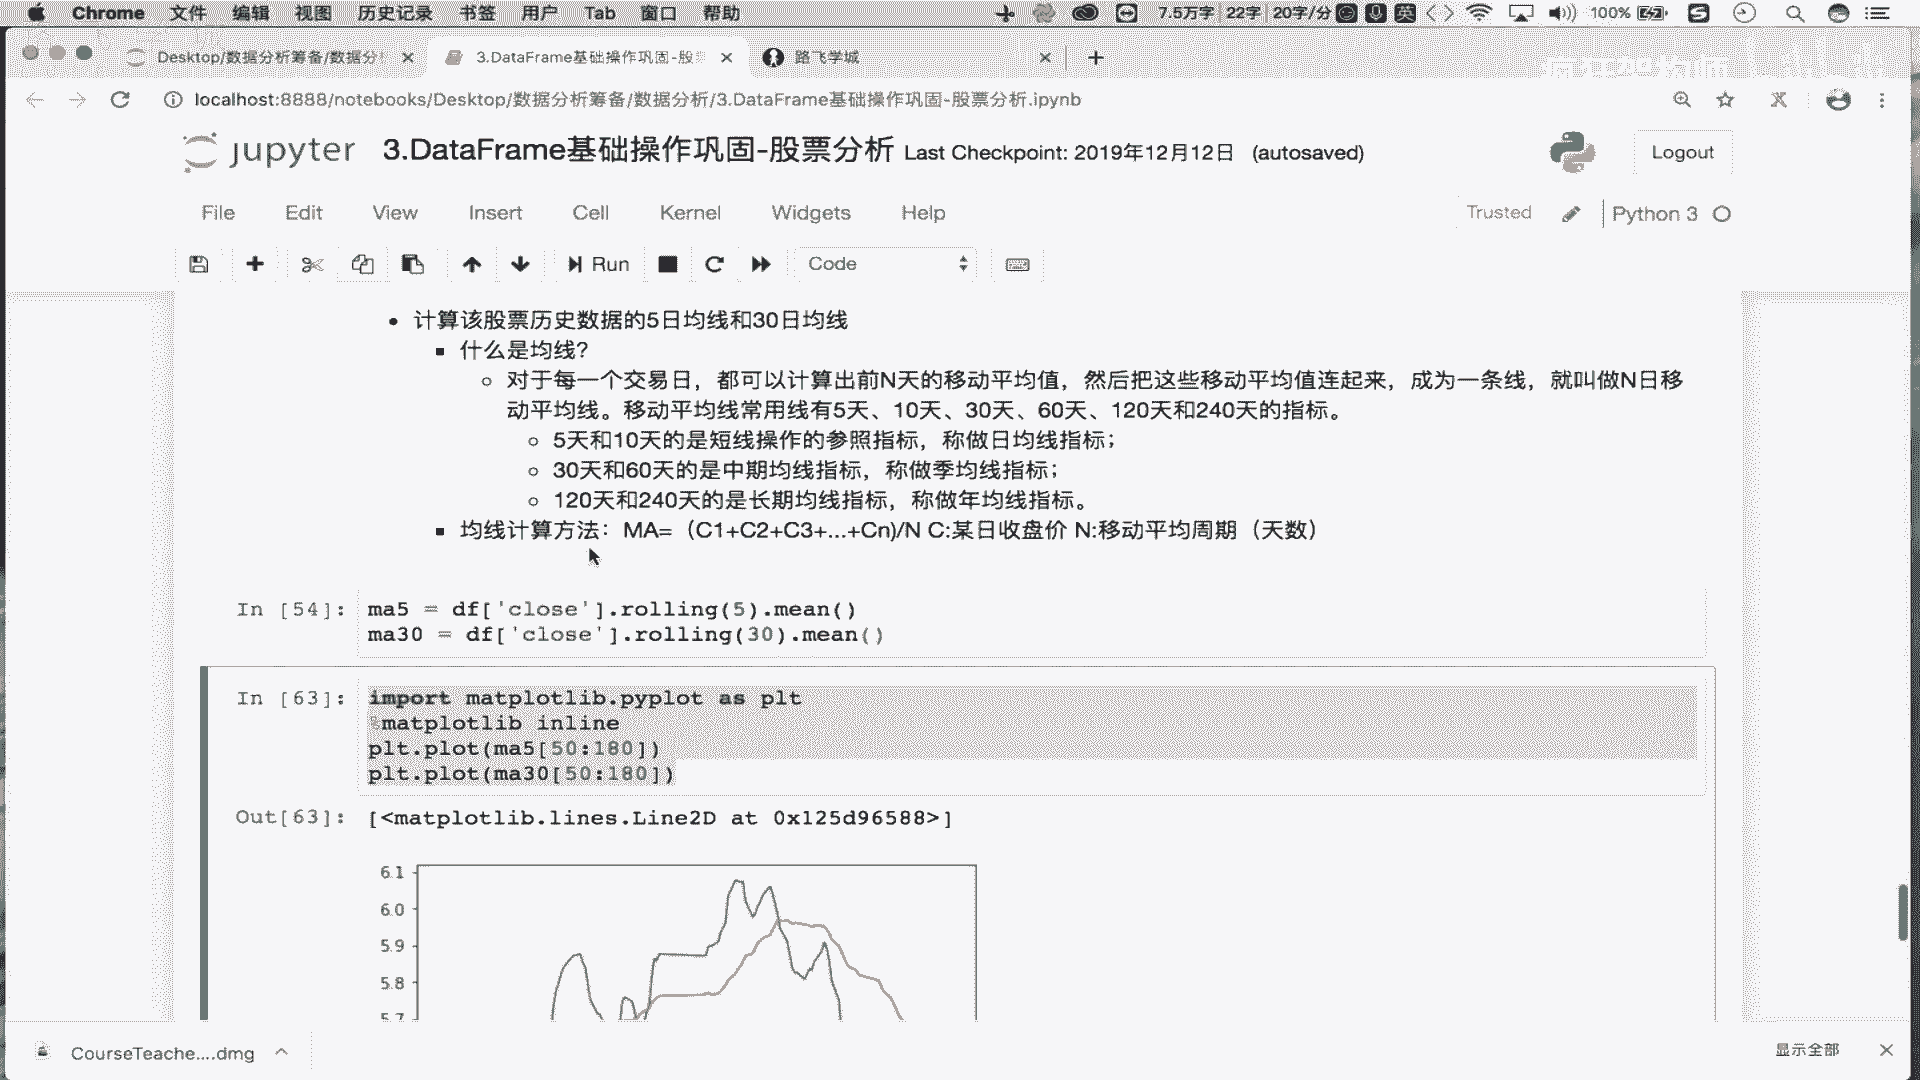 Chrome 文件 编辑 视图 历史记录 书签 用户 Tab 窗口 帮助 7.5万字 22字 20字/分 英 100%
Desktop/数据分析筹备/数据分
3.DataFrame基础操作巩固-股
路飞学城
localhost:8888/notebooks/Desktop/数据分析筹备/数据分析/3.DataFrame基础操作巩固-股票分析.ipynb
jupyter 3.DataFrame基础操作巩固-股票分析 Last Checkpoint: 2019年12月12日 (autosaved)
Logout
File Edit View Insert Cell Kernel Widgets Help
Trusted Python 3
Run Code
计算该股票历史数据的5日均线和30日均线
什么是均线？
对于每一个交易日，都可以计算出前N天的移动平均值，然后把这些移动平均值连起来，成为一条线，就叫做N日移
动平均线。移动平均线常用线有5天、10天、30天、60天、120天和240天的指标。
5天和10天的是短线操作的参照指标，称做日均线指标；
30天和60天的是中期均线指标，称做季均线指标；
120天和240天的是长期均线指标，称做年均线指标。
均线计算方法：MA=（C1+C2+C3+...+Cn)/N C:某日收盘价 N:移动平均周期（天数）
In [54]: ma5 = df['close'].rolling(5).mean()
ma30 = df['close'].rolling(30).mean()
In [63]: import matplotlib.pyplot as plt
%matplotlib inline
plt.plot(ma5[50:180])
plt.plot(ma30[50:180])
Out[63]: [<matplotlib.lines.Line2D at 0x125d96588>]
6.1
6.0
5.9
5.8
5.7
CourseTeache....dmg
显示全部